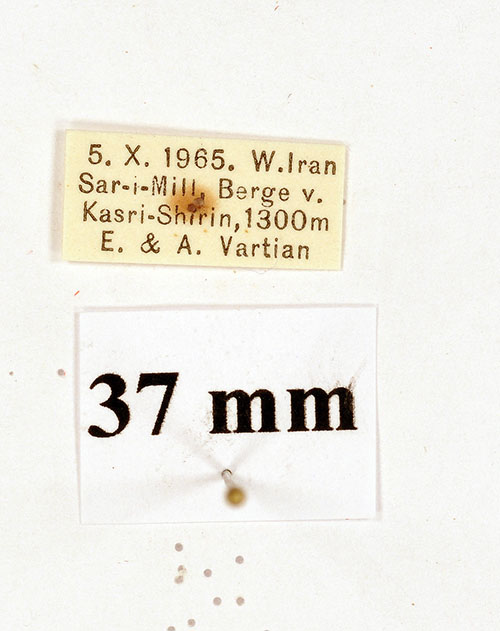 5. X. 1965. W.Iran
Sar-i-Mill, Berge v.
Kasri-Shirin,1300m
E. & A. Vartian
37 mm